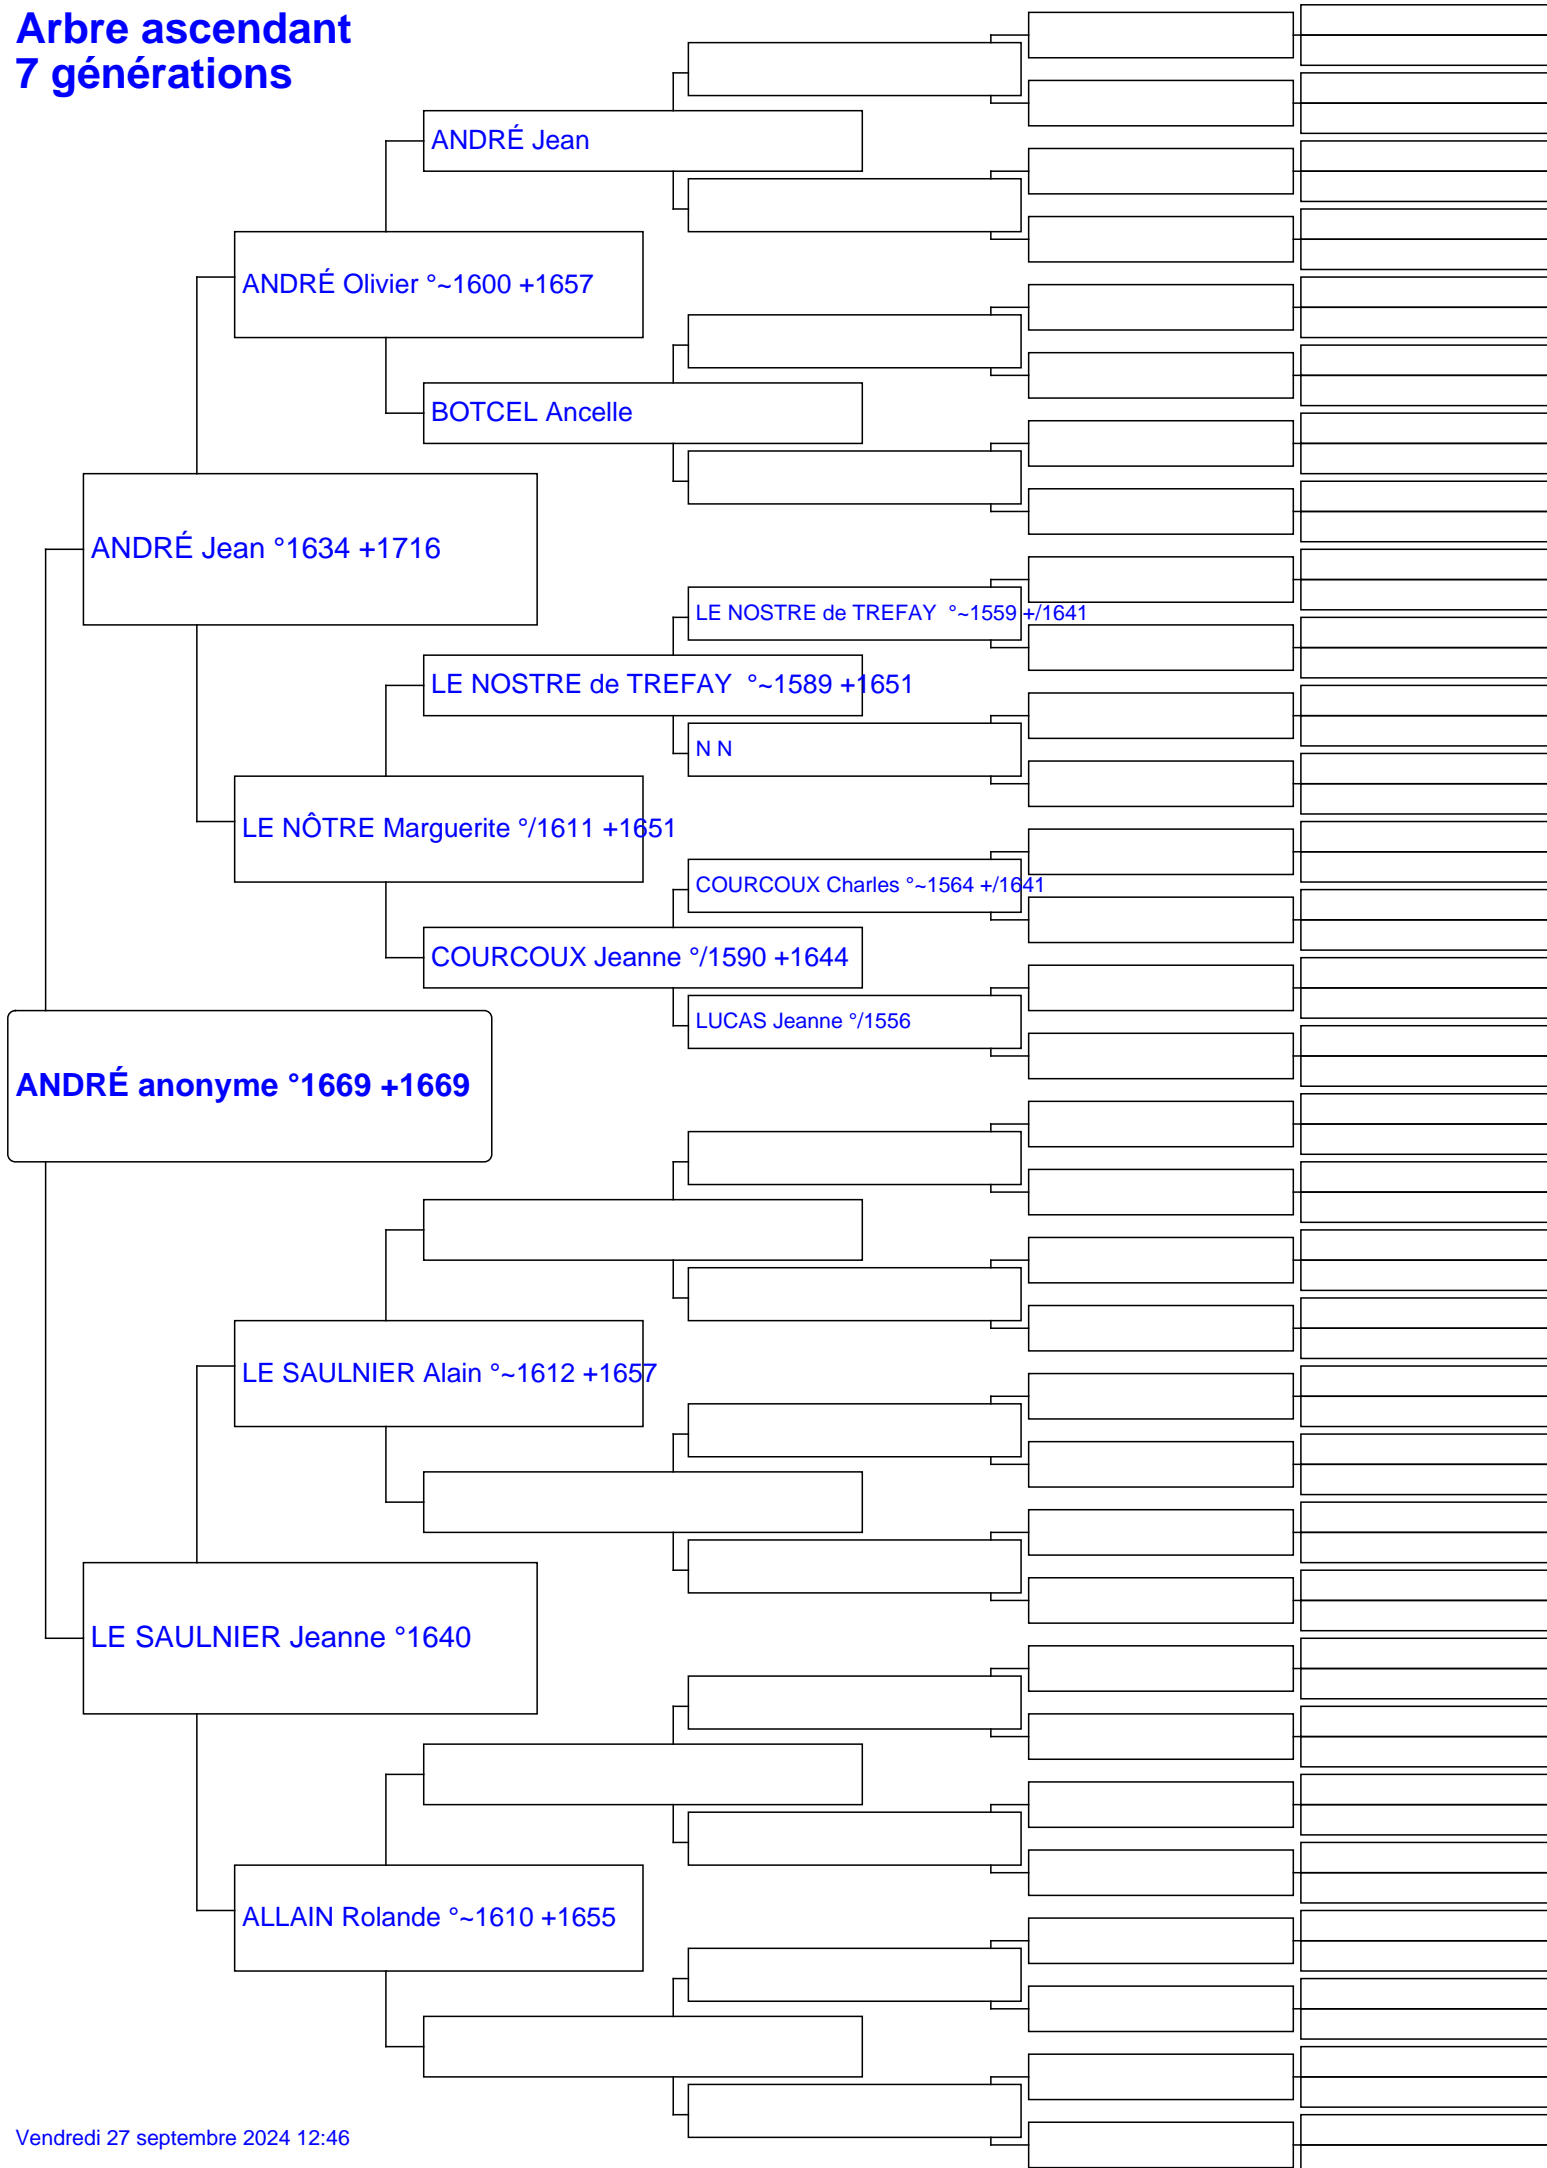 Arbre ascendant
7 générations
ANDRÉ Jean
ANDRÉ Olivier °~1600 +1657
BOTCEL Ancelle
ANDRÉ Jean °1634 +1716
LE NOSTRE de TREFAY  °~1559 +/1641
LE NOSTRE de TREFAY  °~1589 +1651
N N
LE NÔTRE Marguerite °/1611 +1651
COURCOUX Charles °~1564 +/1641
COURCOUX Jeanne °/1590 +1644
LUCAS Jeanne °/1556
ANDRÉ anonyme °1669 +1669
LE SAULNIER Alain °~1612 +1657
LE SAULNIER Jeanne °1640
ALLAIN Rolande °~1610 +1655
Vendredi 27 septembre 2024 12:46